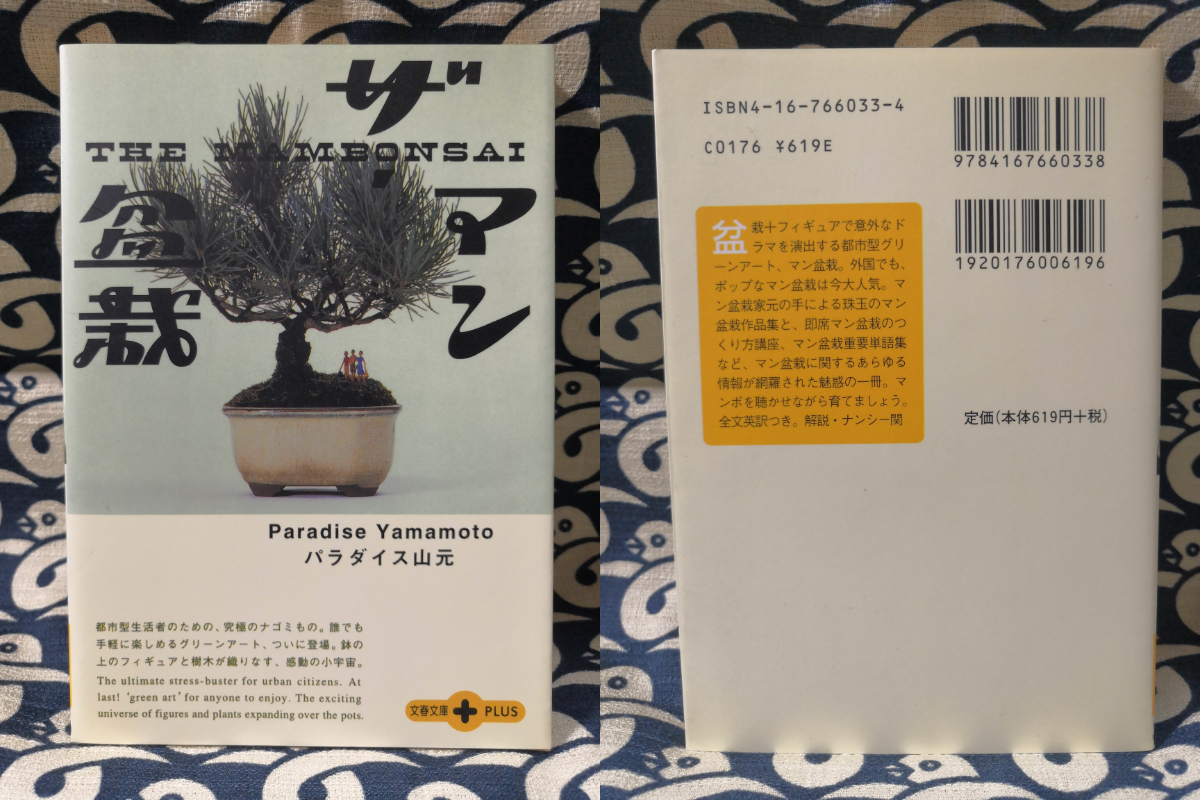 ザ・マン
THE MAMBONSAI
盆栽
Paradise Yamamoto
パラダイス山元
都市型生活者のための、究極のナゴミもの。誰でも
手軽に楽しめるグリーンアート、ついに登場。鉢の
上のフィギュアと樹木が織りなす、感動の小宇宙。
The ultimate stress-buster for urban citizens. At
last! ‘green art’ for anyone to enjoy. The exciting
universe of figures and plants expanding over the pots.
文春文庫 PLUS
ISBN4-16-766033-4
C0176 ¥619E
9784167660338
1920176006196
盆栽+フィギュアで意外なド
ラマを演出する都市型グリ
ーンアート、マン盆栽。外国でも、
ポップなマン盆栽は今大人気。マ
ン盆栽家元の手による珠玉のマン
盆栽作品集と、即席マン盆栽のつ
くり方講座、マン盆栽重要単語集
など、マン盆栽に関するあらゆる
情報が網羅された魅惑の一冊。マ
ンボを聴かせながら育てましょう。
全文英訳つき。解説・ナンシー関
定価(本体619円+税)